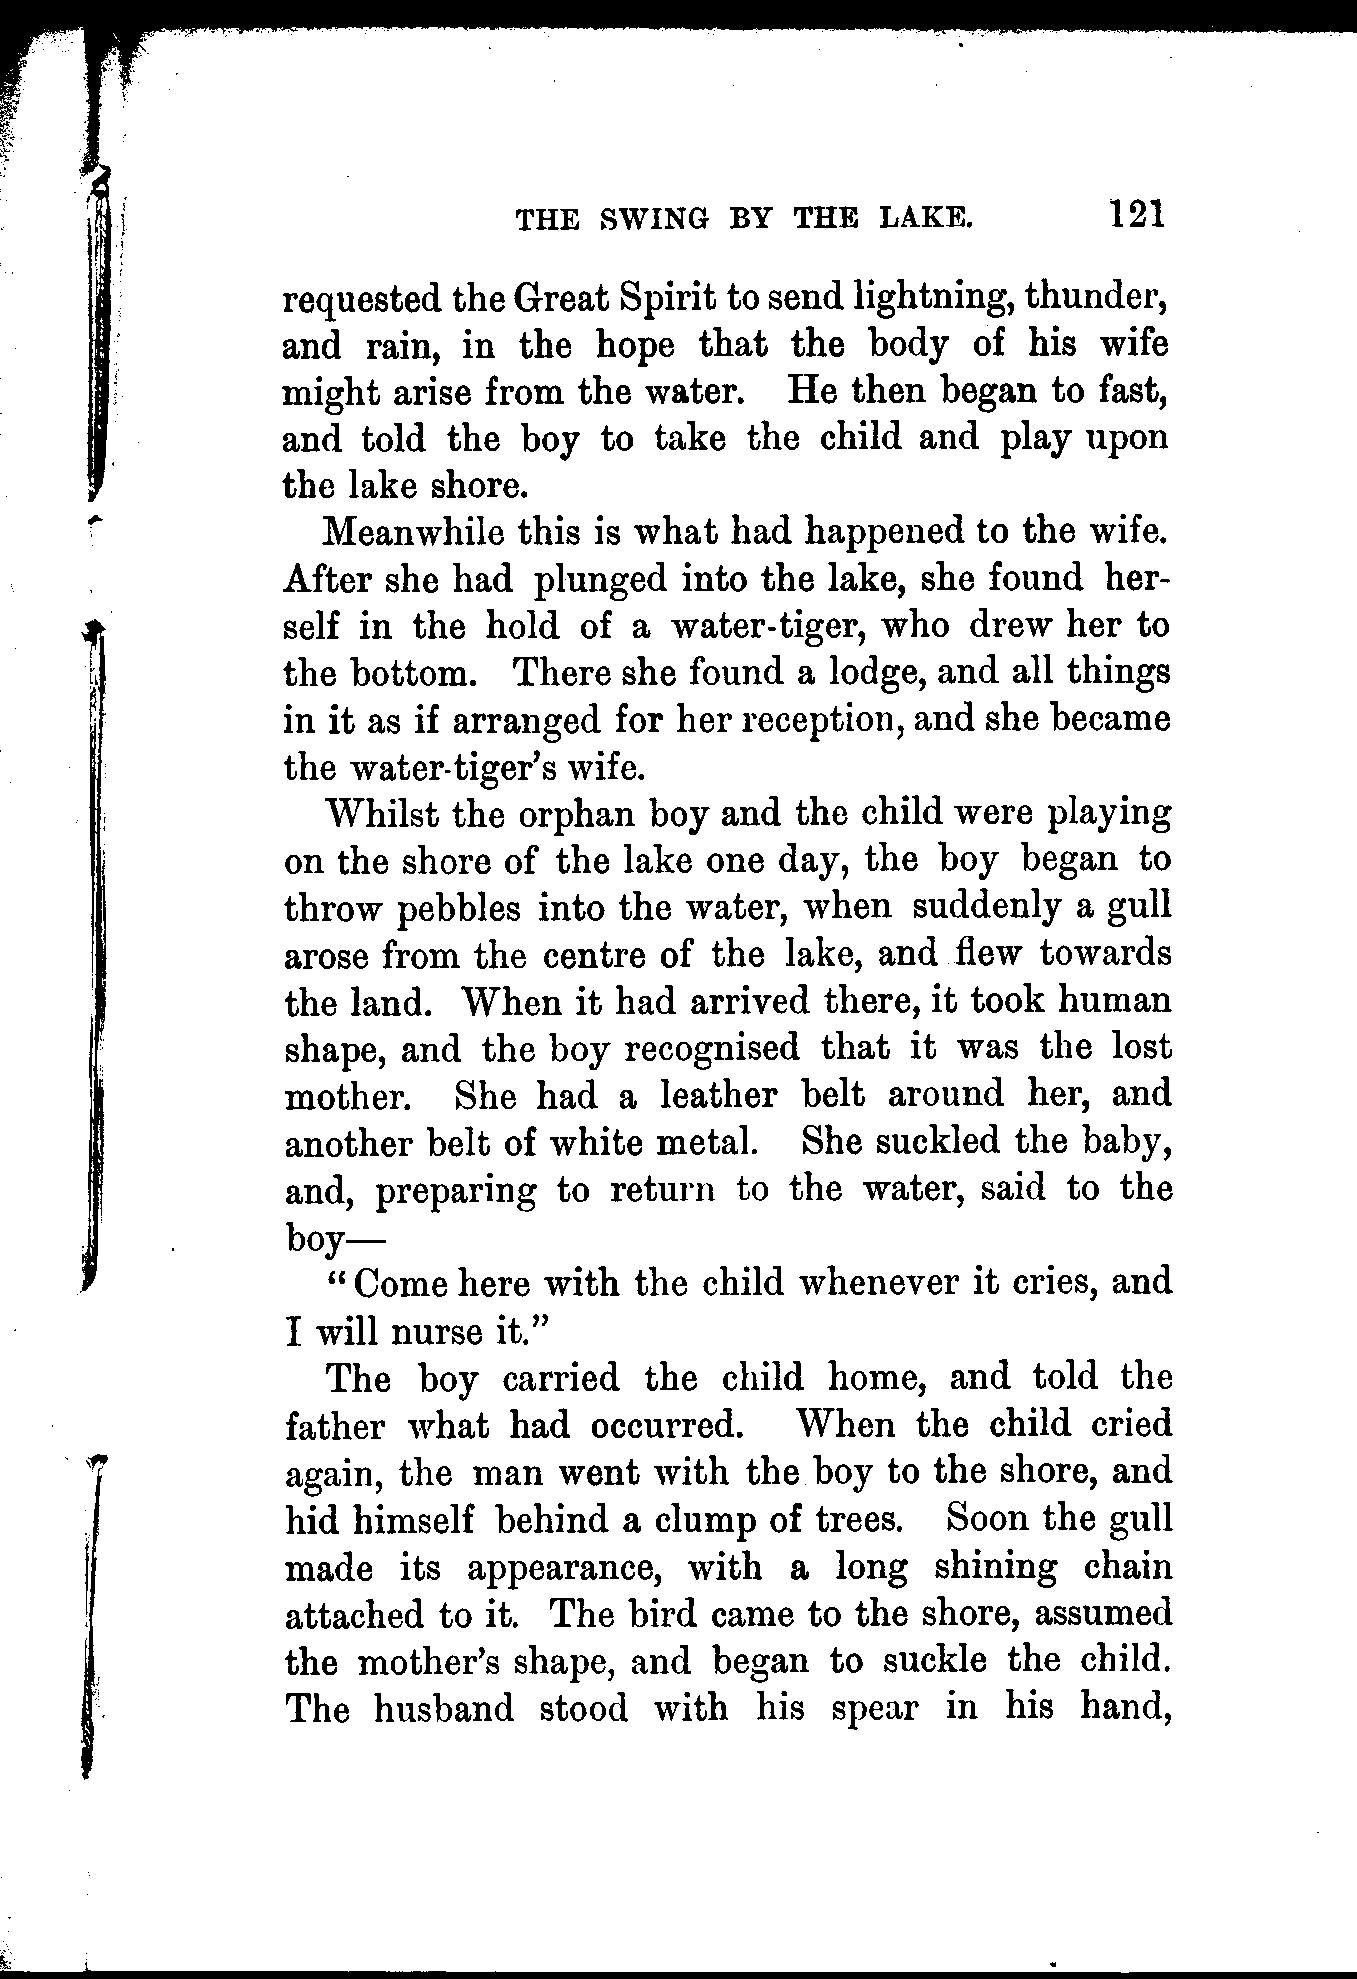 THE SWING BY THE LAKE. 121
requested the Great Spirit to send lightning, thunder,
and rain, in the hope that the body of his wife
might arise from the water. He then began to fast,
and told the boy to take the child and play upon
the lake shore.
Meanwhile this is what had happened to the wife.
After she had plunged into the lake, she found her-
self in the hold of a water-tiger, who drew her to
the bottom. There she found a lodge, and all things
in it as if arranged for her reception, and she became
the water-tiger's wife.
Whilst the orphan boy and the child were playing
on the shore of the lake one day, the boy began to
throw pebbles into the water, when suddenly a gull
arose from the centre of the lake, and flew towards
the land. When it had arrived there, it took human
shape, and the boy recognised that it was the lost
mother. She had a leather belt around her, and
another belt of white metal. She suckled the baby,
and, preparing to return to the water, said to the
boy—
“Come here with the child whenever it cries, and
I will nurse it.”
The boy carried the child home, and told the
father what had occurred. When the child cried
again, the man went with the boy to the shore, and
hid himself behind a clump of trees. Soon the gull
made its appearance, with a long shining chain
attached to it. The bird came to the shore, assumed
the mother's shape, and began to suckle the child.
The husband stood with his spear in his hand,